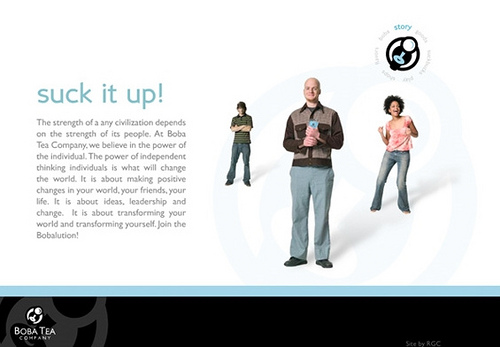 story
suck it up!
The strength of a any civilization depends
on the strength of its people. At Boba
Tea Company, we believe in the power of
the individual. The power of independent
thinking individuals is what will change
the world. It is about making positive
changes in your world, your friends, your
life. It is about ideas, leadership and
change. It is about transforming your
world and transforming yourself. Join the
Bobalution!
BOBA TEA
COMPANY
Site by RGC